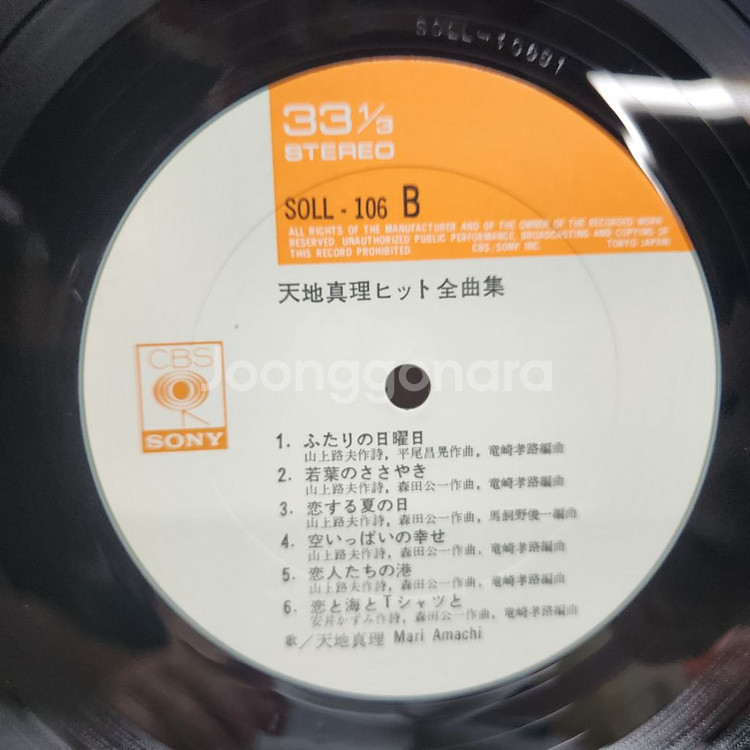 SOLL-10691
33 1/3
STEREO
SOLL - 106 B
ALL RIGHTS OF THE MANUFACTURER AND OF THE OWNER OF THE RECORDED WORK
RESERVED. UNAUTHORIZED PUBLIC PERFORMANCE, BROADCASTING AND COPYING OF
THIS RECORD PROHIBITED. CBS/SONY INC. TOKYO JAPAN
天地真理ヒット全曲集
CBS
SONY
Joonggonara
1. ふたりの日曜日
山上路夫作詩, 平尾昌晃作曲, 竜崎孝路編曲
2. 若葉のささやき
山上路夫作詩, 森田公一作曲, 竜崎孝路編曲
3. 恋する夏の日
山上路夫作詩, 森田公一作曲, 馬飼野俊一編曲
4. 空いっぱいの幸せ
山上路夫作詩, 森田公一作曲, 竜崎孝路編曲
5. 恋人たちの港
山上路夫作詩, 森田公一作曲, 竜崎孝路編曲
6. 恋と海とTシャツと
安井かずみ作詩, 森田公一作曲, 竜崎孝路編曲
歌/天地真理 Mari Amachi